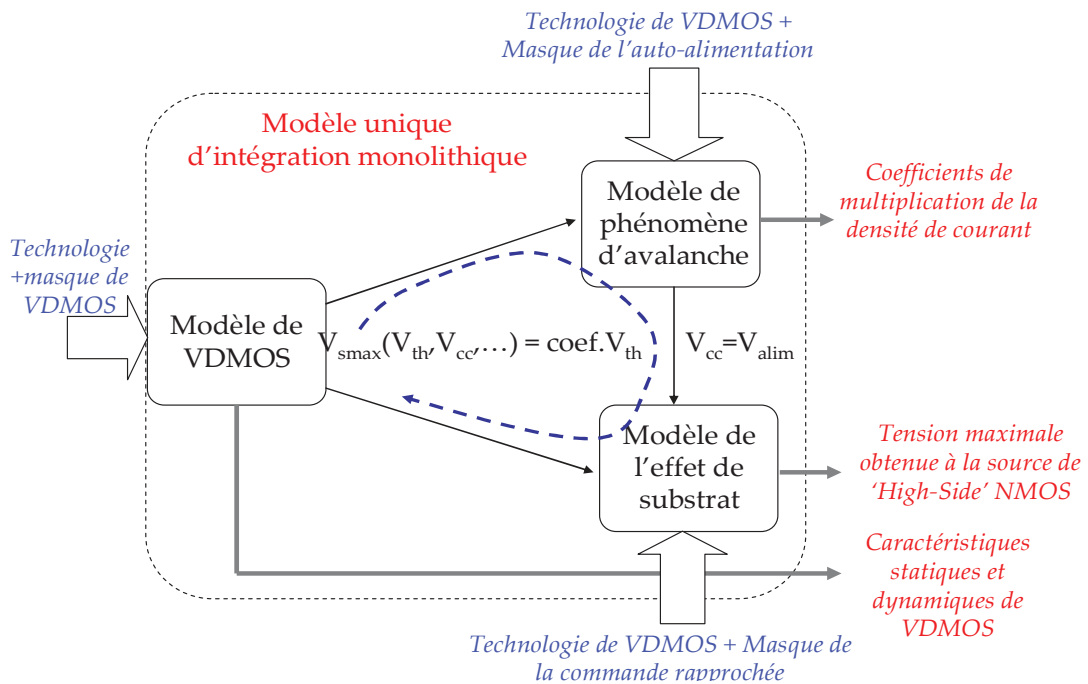 Technologie de VDMOS +
Masque de l'auto-alimentation
Modèle unique
d'intégration monolithique
Modèle de
phénomène
d'avalanche
Coefficients de
multiplication de la
densité de courant
Technologie
+masque de
VDMOS
Modèle de
VDMOS
Vsmax(Vth,Vcc,…) = coef.Vth
Vcc=Valim
Modèle de
l'effet de
substrat
Tension maximale
obtenue à la source de
'High-Side' NMOS
Caractéristiques
statiques et
dynamiques de
VDMOS
Technologie de VDMOS + Masque de
la commande rapprochée